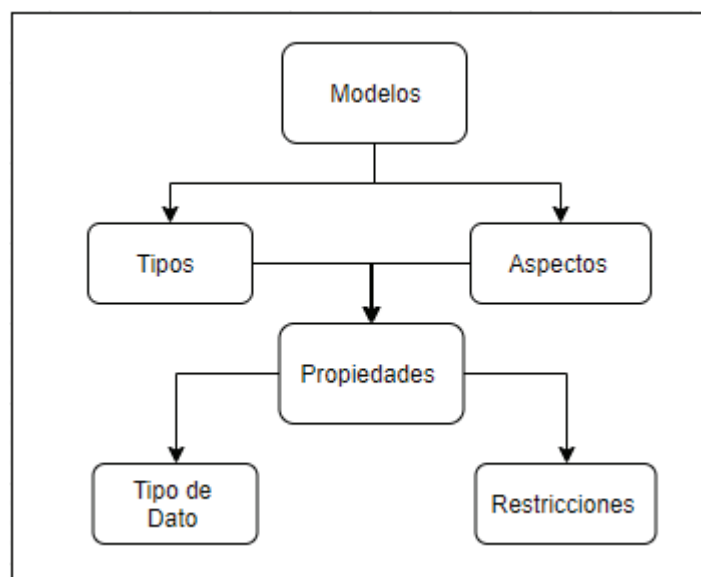 Modelos
Tipos
Aspectos
Propiedades
Tipo de
Dato
Restricciones